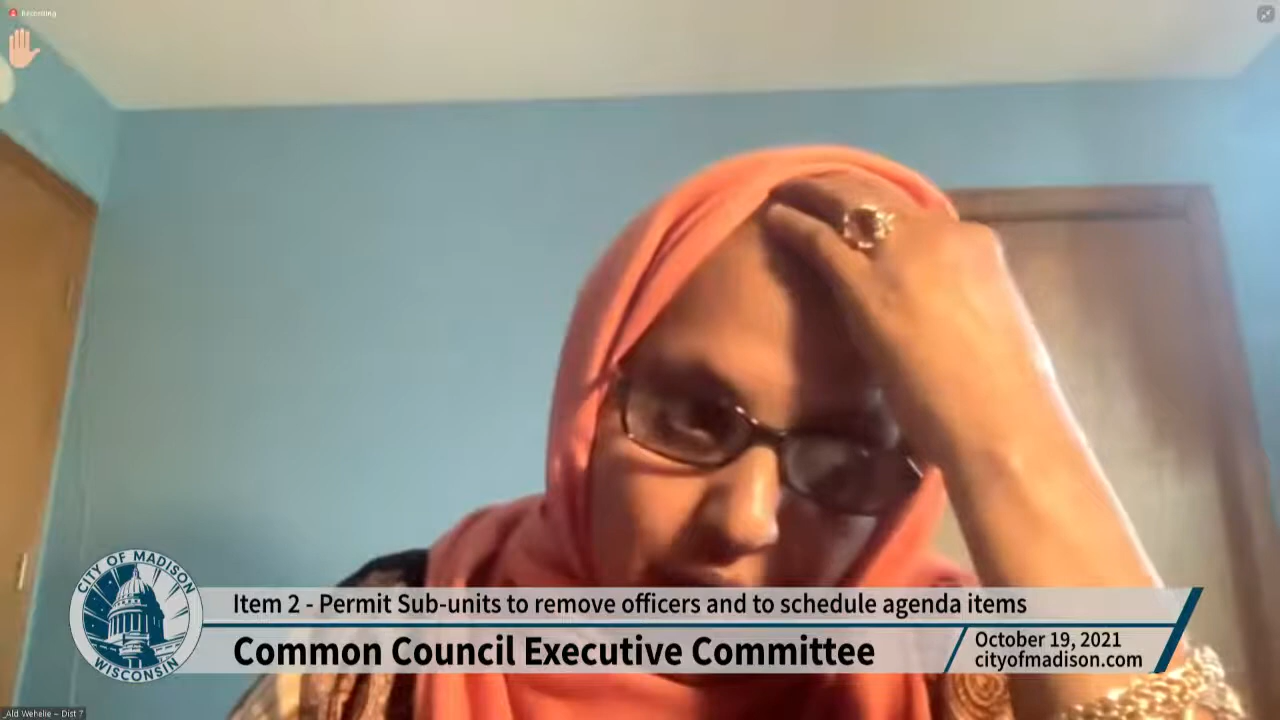 Recording
CITY OF MADISON
WISCONSIN
Item 2 - Permit Sub-units to remove officers and to schedule agenda items
Common Council Executive Committee
October 19, 2021
cityofmadison.com
_Ald Wehelie – Dist 7